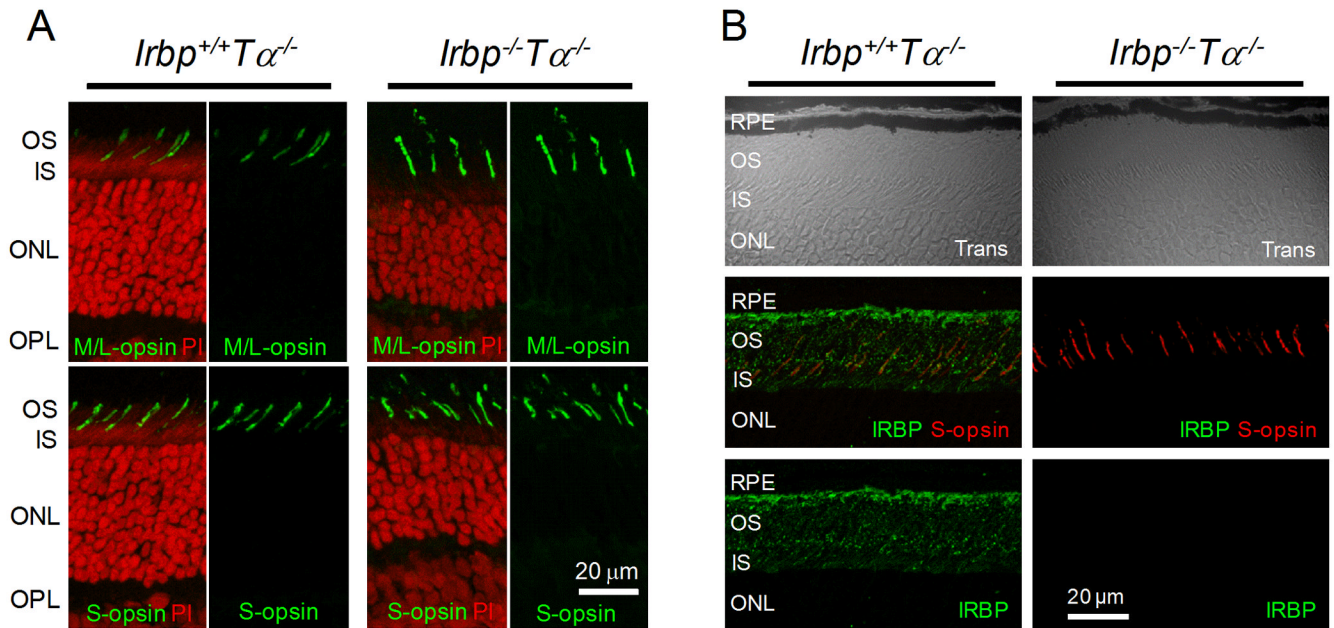 A
Irbp+/+Tα-/-
Irbp-/-Tα-/-
OS
IS
ONL
OPL
M/L-opsin PI
M/L-opsin
M/L-opsin PI
M/L-opsin
OS
IS
ONL
OPL
S-opsin PI
S-opsin
S-opsin PI
20 μm
S-opsin
B
Irbp+/+Tα-/-
Irbp-/-Tα-/-
RPE
OS
IS
ONL
Trans
Trans
RPE
OS
IS
ONL
IRBP S-opsin
IRBP S-opsin
RPE
OS
IS
ONL
IRBP
20 μm
IRBP